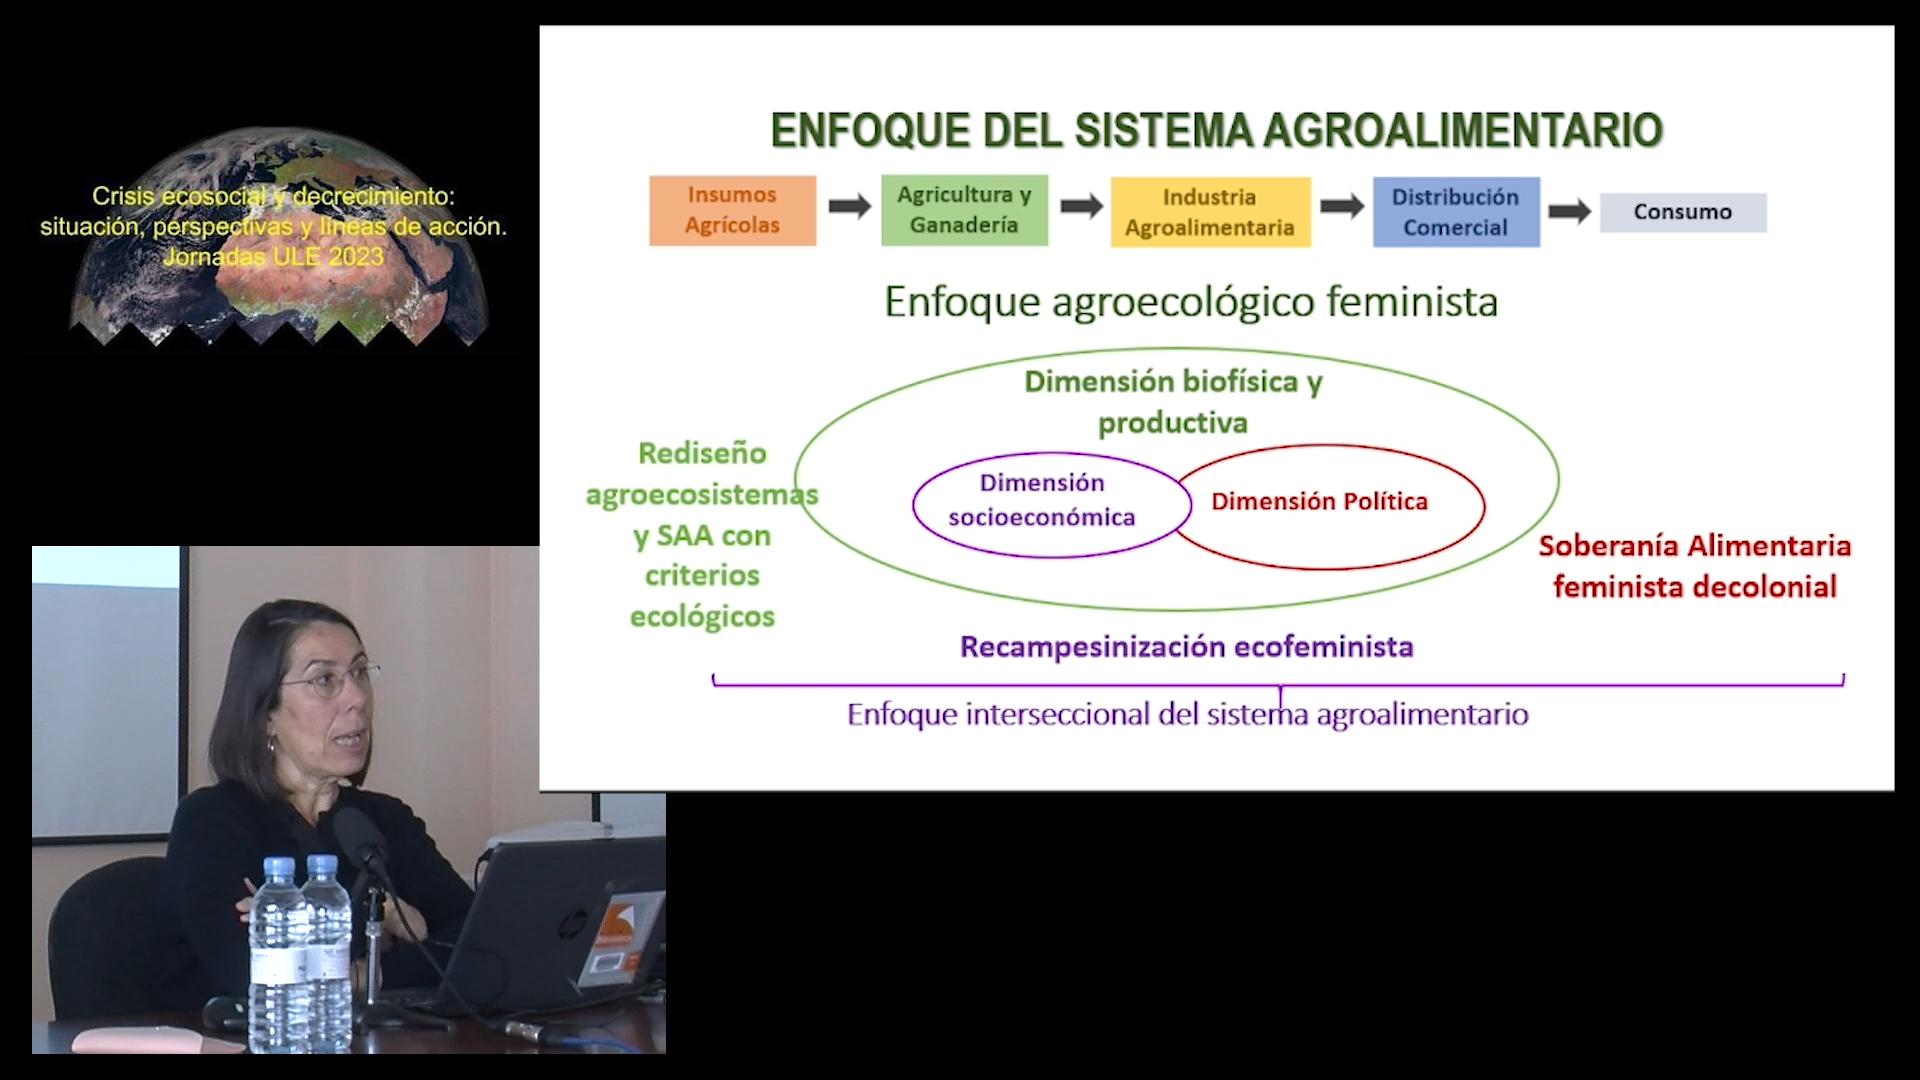 Crisis ecosocial y decrecimiento:
situación, perspectivas y líneas de acción.
Jornadas ULE 2023
ENFOQUE DEL SISTEMA AGROALIMENTARIO
Insumos
Agrícolas
Agricultura y
Ganadería
Industria
Agroalimentaria
Distribución
Comercial
Consumo
Enfoque agroecológico feminista
Dimensión biofísica y
productiva
Dimensión
socioeconómica
Dimensión Política
Rediseño
agroecosistemas
y SAA con
criterios
ecológicos
Soberanía Alimentaria
feminista decolonial
Recampesinización ecofeminista
Enfoque interseccional del sistema agroalimentario
hp